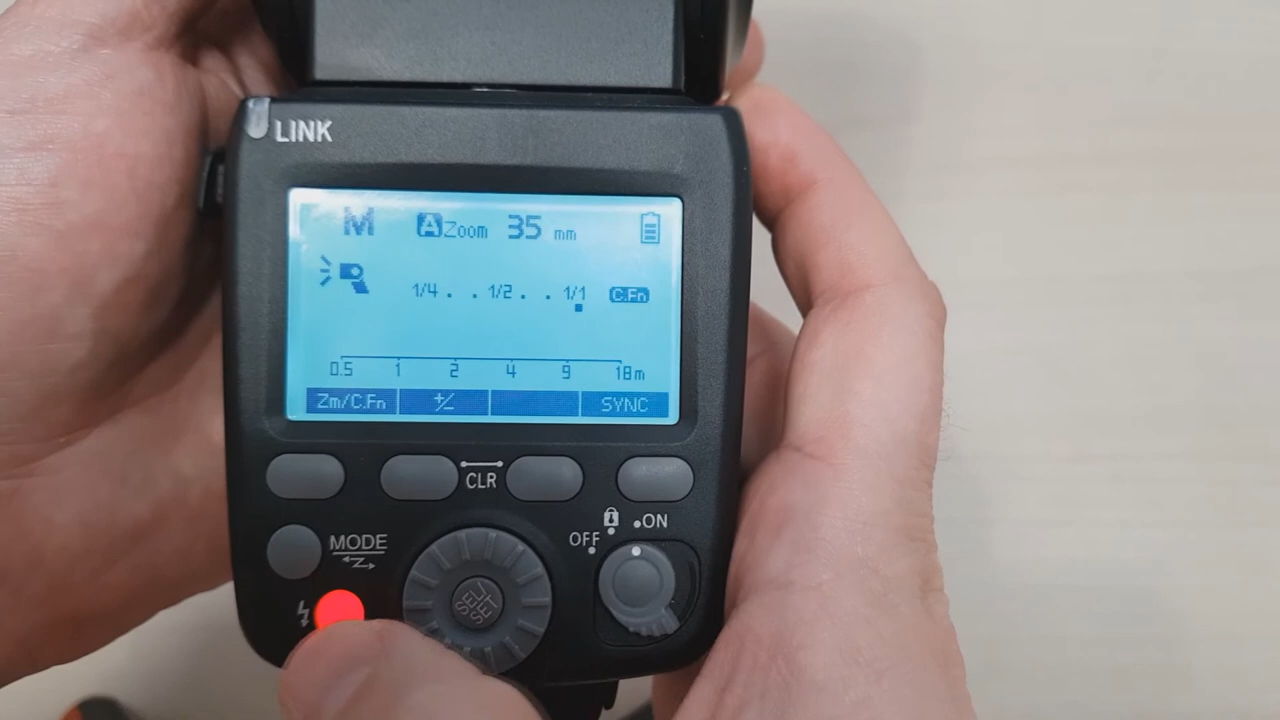 LINK
M A Zoom 35 mm
1/4 . . 1/2 . . 1/1 C.Fn
0.5 1 2 4 9 18m
Zm/C.Fn +/- SYNC
CLR
MODE
OFF ON
SEL/
SET